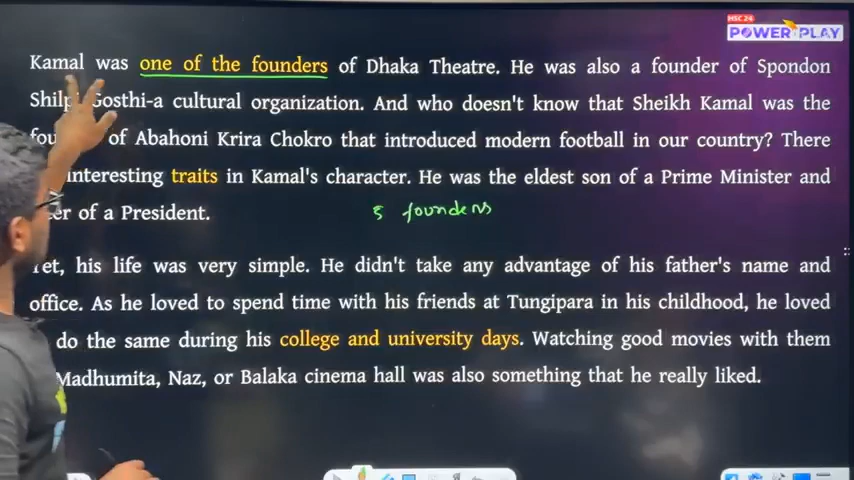 HSC 24
POWER PLAY
Kamal was one of the founders of Dhaka Theatre. He was also a founder of Spondon
Gosthi-a cultural organization. And who doesn't know that Sheikh Kamal was the
of Abahoni Krira Chokro that introduced modern football in our country? There
interesting traits in Kamal's character. He was the eldest son of a Prime Minister and
of a President.
5 founders
his life was very simple. He didn't take any advantage of his father's name and
office. As he loved to spend time with his friends at Tungipara in his childhood, he loved
do the same during his college and university days. Watching good movies with them
Madhumita, Naz, or Balaka cinema hall was also something that he really liked.